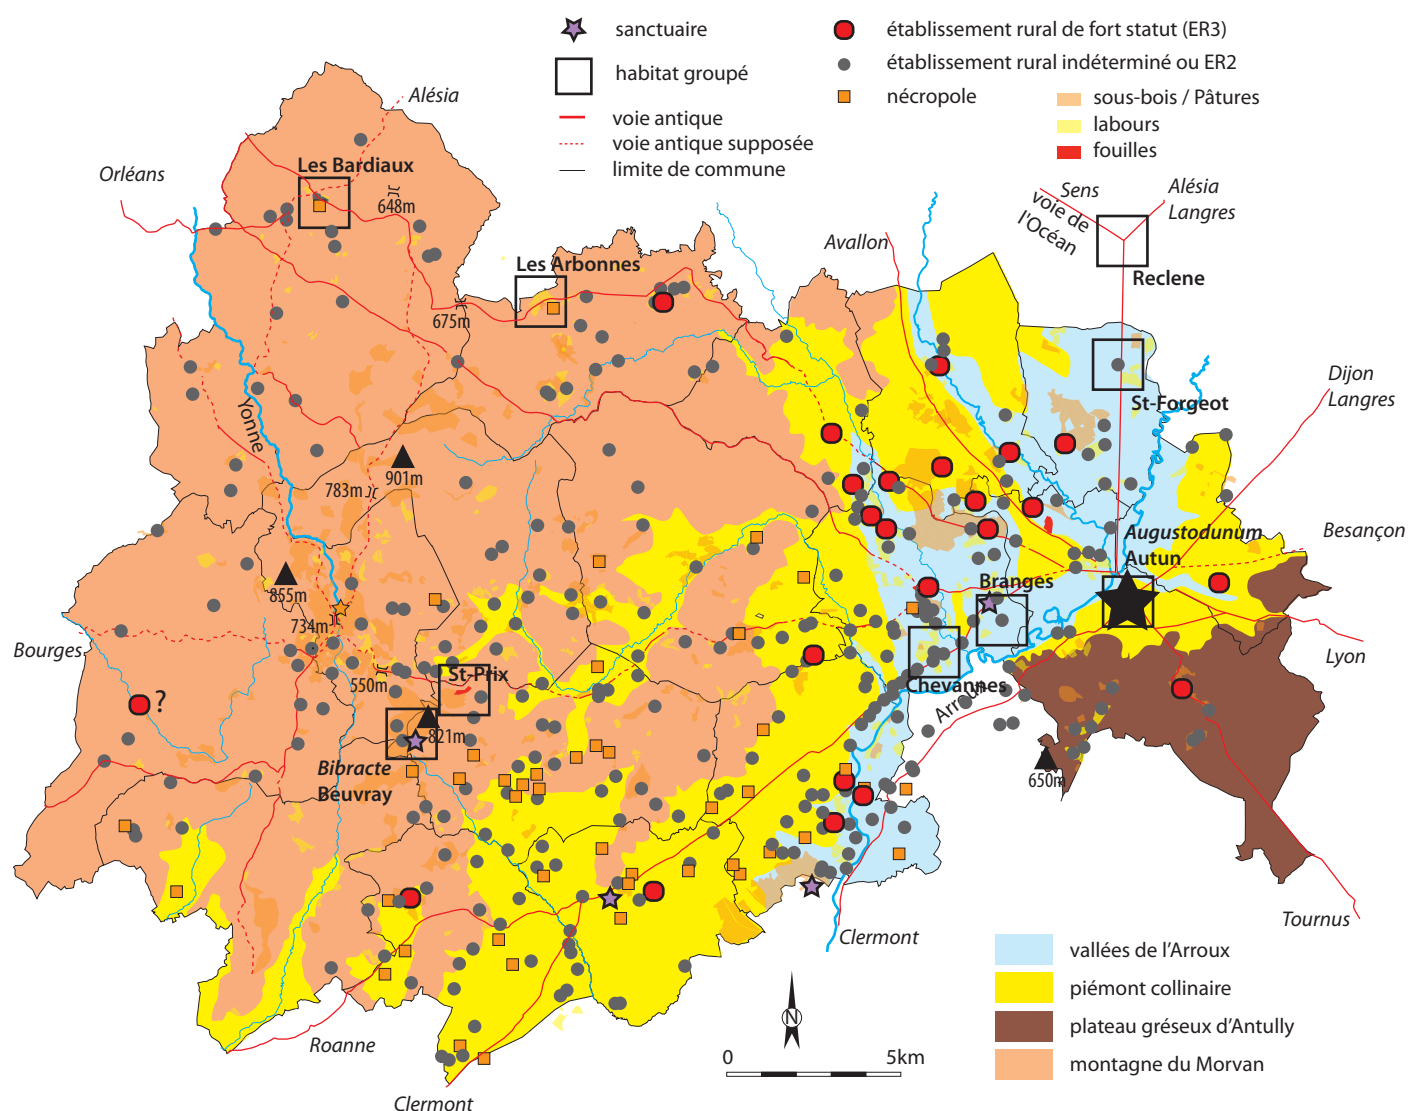 sanctuaire
habitat groupé
voie antique
voie antique supposée
limite de commune
établissement rural de fort statut (ER3)
établissement rural indéterminé ou ER2
nécropole
sous-bois / Pâtures
labours
fouilles
Alésia
Orléans
Les Bardiaux
648m
Les Arbonnes
675m
Avallon
Sens
voie de
l'Océan
Alésia
Langres
Reclene
St-Forgeot
Dijon
Langres
Yonne
901m
783m
855m
734m
550m
Augustodunum
Autun
Besançon
Branges
Bourges
?
St-Prix
821m
Bibracte
Beuvray
Chevannes
Arroux
Lyon
650m
Tournus
Clermont
Roanne
Clermont
N
0 5km
vallées de l'Arroux
piémont collinaire
plateau gréseux d'Antully
montagne du Morvan